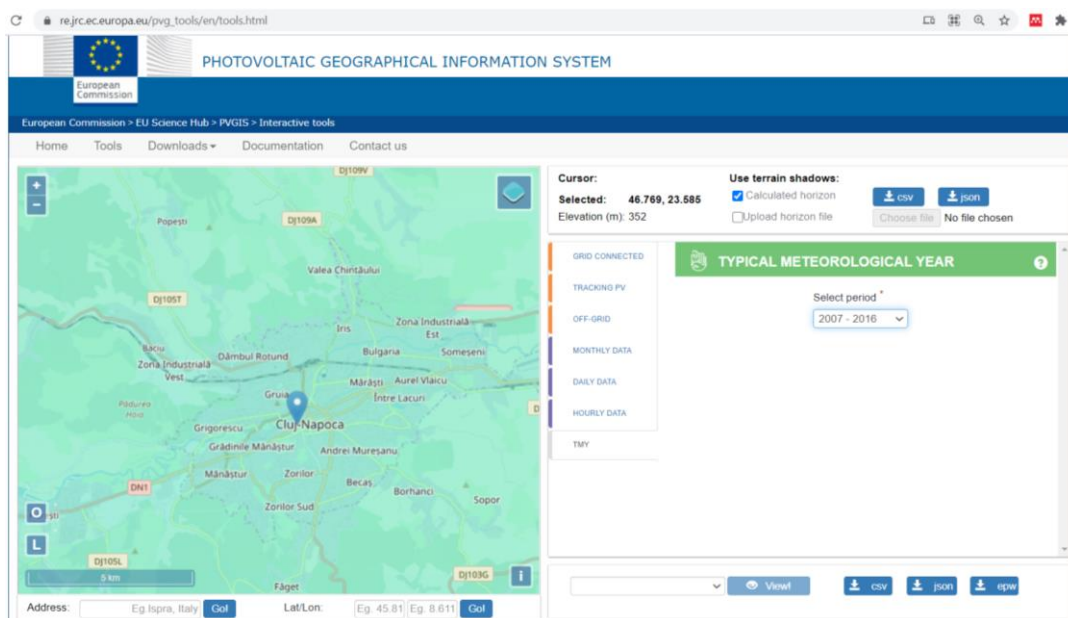 re.jrc.ec.europa.eu/pvg_tools/en/tools.html
European
Commission
PHOTOVOLTAIC GEOGRAPHICAL INFORMATION SYSTEM
European Commission > EU Science Hub > PVGIS > Interactive tools
Home Tools Downloads Documentation Contact us
+
−
DJ109V
Popești
DJ109A
Valea Chintăului
DJ105T
Iris
Zona Industrială
Est
Baciu
Zona Industrială
Vest
Dâmbul Rotund
Bulgaria
Someșeni
Pădurea
Hoia
Gruia
Mărăști
Aurel Vlaicu
Între Lacuri
Grigorescu
Cluj-Napoca
Grădinile Mănăștur
Andrei Mureșanu
Mănăștur
Zorilor
Becaș
DN1
Borhanci
Sopor
Zorilor Sud
O
L
DJ105L
5 km
Făget
DJ103G
i
Address: Eg.Ispra, Italy Go! Lat/Lon: Eg. 45.81 Eg. 8.611 Go!
Cursor:
Selected: 46.769, 23.585
Elevation (m): 352
Use terrain shadows:
Calculated horizon
csv json
Upload horizon file
Choose file No file chosen
GRID CONNECTED
TRACKING PV
OFF-GRID
MONTHLY DATA
DAILY DATA
HOURLY DATA
TMY
TYPICAL METEOROLOGICAL YEAR ?
Select period *
2007 - 2016
View! csv json epw